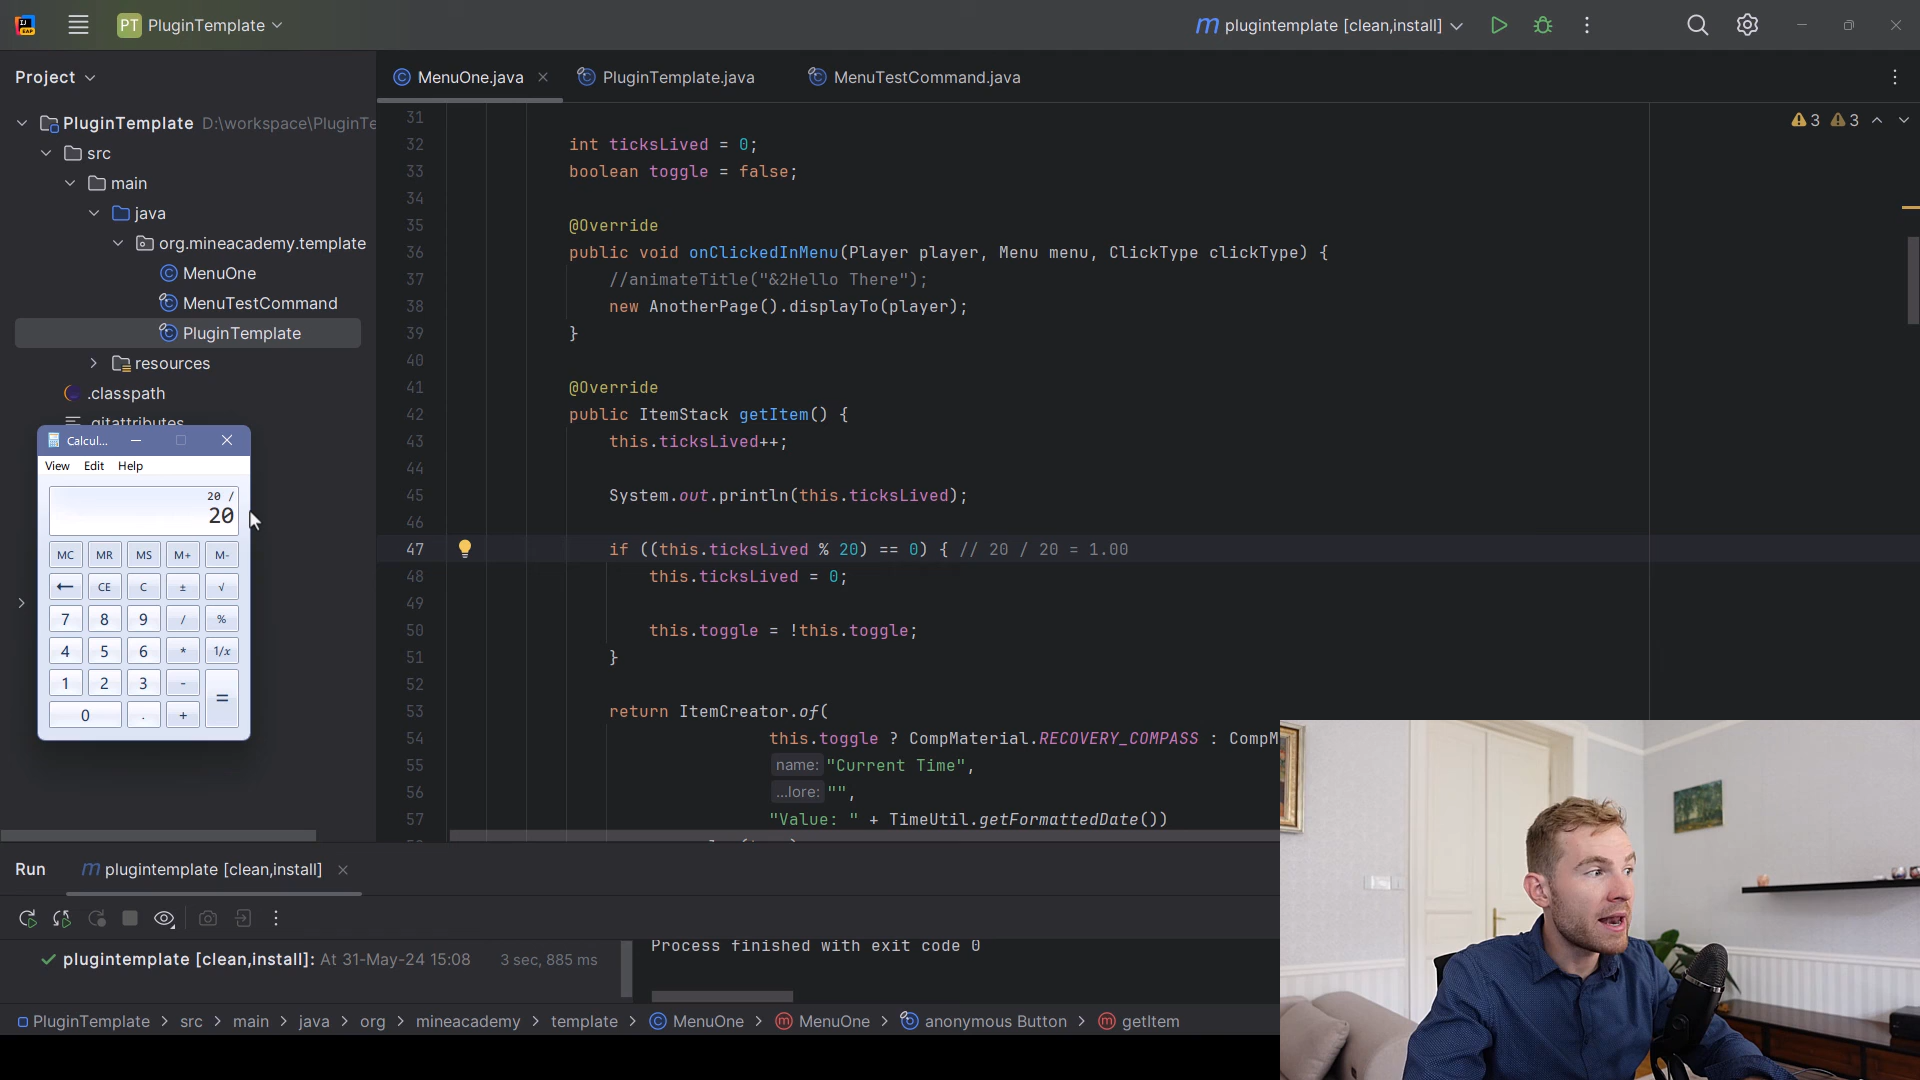 PT PluginTemplate
m plugintemplate [clean,install]
Project
MenuOne.java
PluginTemplate.java
MenuTestCommand.java
PluginTemplate D:\workspace\PluginTe
src
main
java
org.mineacademy.template
MenuOne
MenuTestCommand
PluginTemplate
resources
.classpath
.gitattributes
Calcul...
View Edit Help
20 /
20
MC MR MS M+ M-
← CE C ± √
7 8 9 / %
4 5 6 * 1/x
1 2 3 - =
0 . +
3 3
31
32 int ticksLived = 0;
33 boolean toggle = false;
34
35 @Override
36 public void onClickedInMenu(Player player, Menu menu, ClickType clickType) {
37 //animateTitle("&2Hello There");
38 new AnotherPage().displayTo(player);
39 }
40
41 @Override
42 public ItemStack getItem() {
43 this.ticksLived++;
44
45 System.out.println(this.ticksLived);
46
47 if ((this.ticksLived % 20) == 0) { // 20 / 20 = 1.00
48 this.ticksLived = 0;
49
50 this.toggle = !this.toggle;
51 }
52
53 return ItemCreator.of(
54 this.toggle ? CompMaterial.RECOVERY_COMPASS : CompM
55 name: "Current Time",
56 ...lore: "",
57 "Value: " + TimeUtil.getFormattedDate())
Run
m plugintemplate [clean,install]
plugintemplate [clean,install]: At 31-May-24 15:08 3 sec, 885 ms
Process finished with exit code 0
PluginTemplate > src > main > java > org > mineacademy > template > MenuOne > MenuOne > anonymous Button > getItem